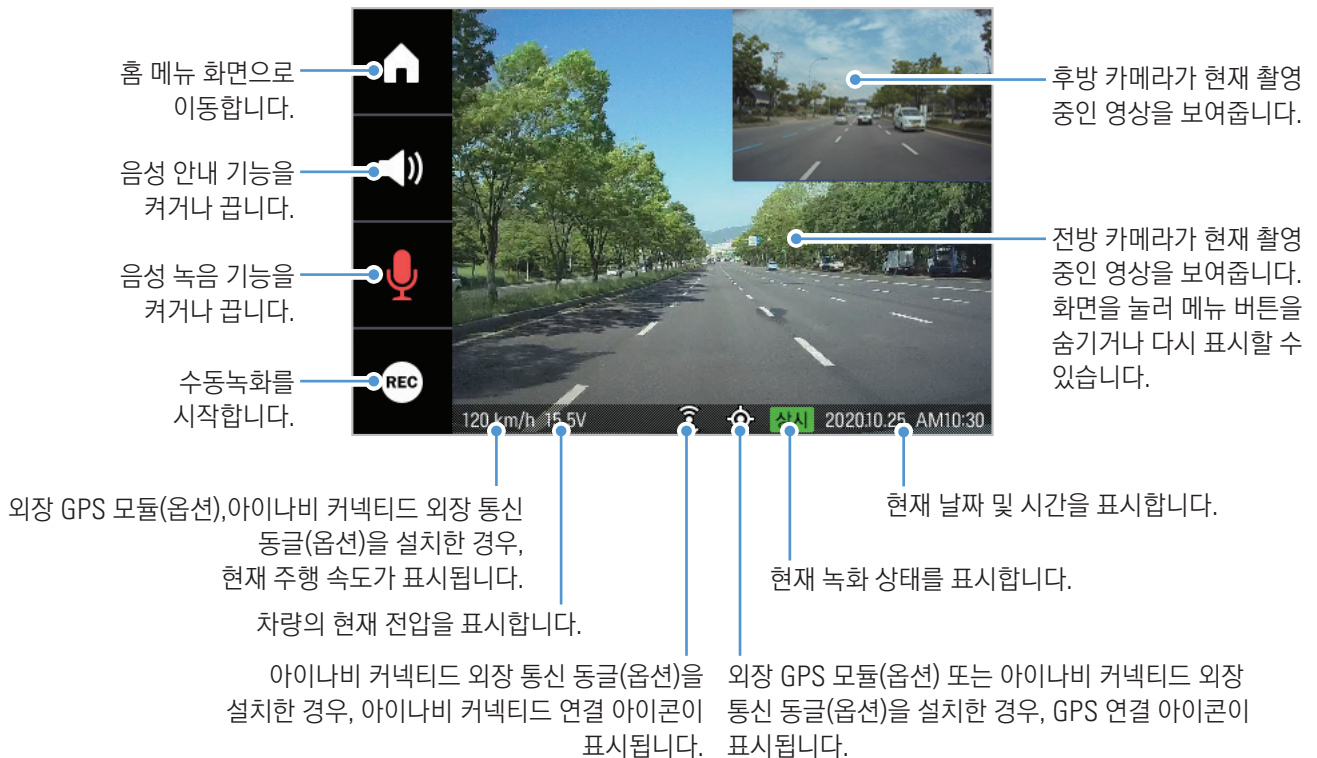 홈 메뉴 화면으로
이동합니다.
음성 안내 기능을
켜거나 끕니다.
음성 녹음 기능을
켜거나 끕니다.
수동녹화를
시작합니다.
REC
120 km/h 15.5V
상시
2020.10.25 AM10:30
후방 카메라가 현재 촬영
중인 영상을 보여줍니다.
전방 카메라가 현재 촬영
중인 영상을 보여줍니다.
화면을 눌러 메뉴 버튼을
숨기거나 다시 표시할 수
있습니다.
외장 GPS 모듈(옵션),아이나비 커넥티드 외장 통신
동글(옵션)을 설치한 경우,
현재 주행 속도가 표시됩니다.
차량의 현재 전압을 표시합니다.
아이나비 커넥티드 외장 통신 동글(옵션)을
설치한 경우, 아이나비 커넥티드 연결 아이콘이
표시됩니다.
외장 GPS 모듈(옵션) 또는 아이나비 커넥티드 외장
통신 동글(옵션)을 설치한 경우, GPS 연결 아이콘이
표시됩니다.
현재 녹화 상태를 표시합니다.
현재 날짜 및 시간을 표시합니다.